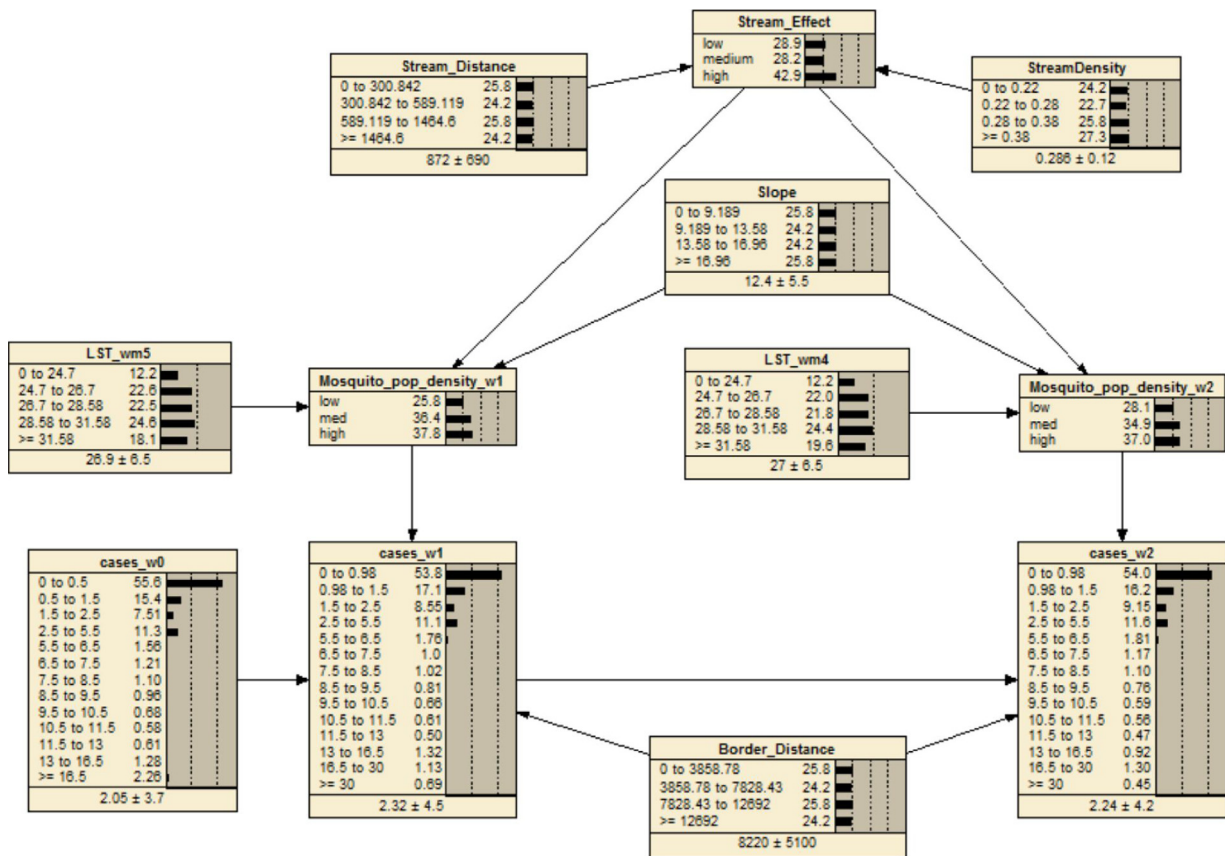 Stream_Effect
low 28.9
medium 28.2
high 42.9
Stream_Distance
0 to 300.842 25.8
300.842 to 589.119 24.2
589.119 to 1464.6 25.8
>= 1464.6 24.2
872 ± 690
StreamDensity
0 to 0.22 24.2
0.22 to 0.28 22.7
0.28 to 0.38 25.8
>= 0.38 27.3
0.286 ± 0.12
Slope
0 to 9.189 25.8
9.189 to 13.58 24.2
13.58 to 16.96 24.2
>= 16.96 25.8
12.4 ± 5.5
LST_wm5
0 to 24.7 12.2
24.7 to 26.7 22.6
26.7 to 28.58 22.5
28.58 to 31.58 24.6
>= 31.58 18.1
26.9 ± 6.5
Mosquito_pop_density_w1
low 25.8
med 36.4
high 37.8
LST_wm4
0 to 24.7 12.2
24.7 to 26.7 22.0
26.7 to 28.58 21.8
28.58 to 31.58 24.4
>= 31.58 19.6
27 ± 6.5
Mosquito_pop_density_w2
low 28.1
med 34.9
high 37.0
cases_w0
0 to 0.5 55.6
0.5 to 1.5 15.4
1.5 to 2.5 7.51
2.5 to 5.5 11.3
5.5 to 6.5 1.56
6.5 to 7.5 1.21
7.5 to 8.5 1.10
8.5 to 9.5 0.96
9.5 to 10.5 0.68
10.5 to 11.5 0.58
11.5 to 13 0.61
13 to 16.5 1.28
>= 16.5 2.26
2.05 ± 3.7
cases_w1
0 to 0.98 53.8
0.98 to 1.5 17.1
1.5 to 2.5 8.55
2.5 to 5.5 11.1
5.5 to 6.5 1.76
6.5 to 7.5 1.0
7.5 to 8.5 1.02
8.5 to 9.5 0.81
9.5 to 10.5 0.66
10.5 to 11.5 0.61
11.5 to 13 0.50
13 to 16.5 1.32
16.5 to 30 1.13
>= 30 0.69
2.32 ± 4.5
Border_Distance
0 to 3858.78 25.8
3858.78 to 7828.43 24.2
7828.43 to 12692 25.8
>= 12692 24.2
8220 ± 5100
cases_w2
0 to 0.98 54.0
0.98 to 1.5 16.2
1.5 to 2.5 9.15
2.5 to 5.5 11.6
5.5 to 6.5 1.81
6.5 to 7.5 1.17
7.5 to 8.5 1.10
8.5 to 9.5 0.76
9.5 to 10.5 0.59
10.5 to 11.5 0.56
11.5 to 13 0.47
13 to 16.5 0.92
16.5 to 30 1.30
>= 30 0.45
2.24 ± 4.2